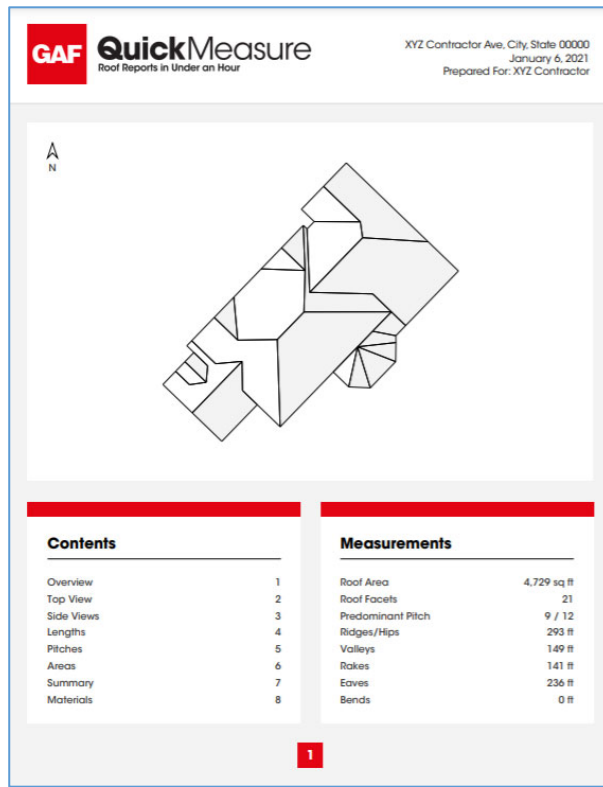 GAF
QuickMeasure
Roof Reports in Under an Hour
XYZ Contractor Ave, City, State 00000
January 6, 2021
Prepared For: XYZ Contractor
N
Contents
Overview 1
Top View 2
Side Views 3
Lengths 4
Pitches 5
Areas 6
Summary 7
Materials 8
Measurements
Roof Area 4,729 sq ft
Roof Facets 21
Predominant Pitch 9 / 12
Ridges/Hips 293 ft
Valleys 149 ft
Rakes 141 ft
Eaves 236 ft
Bends 0 ft
1